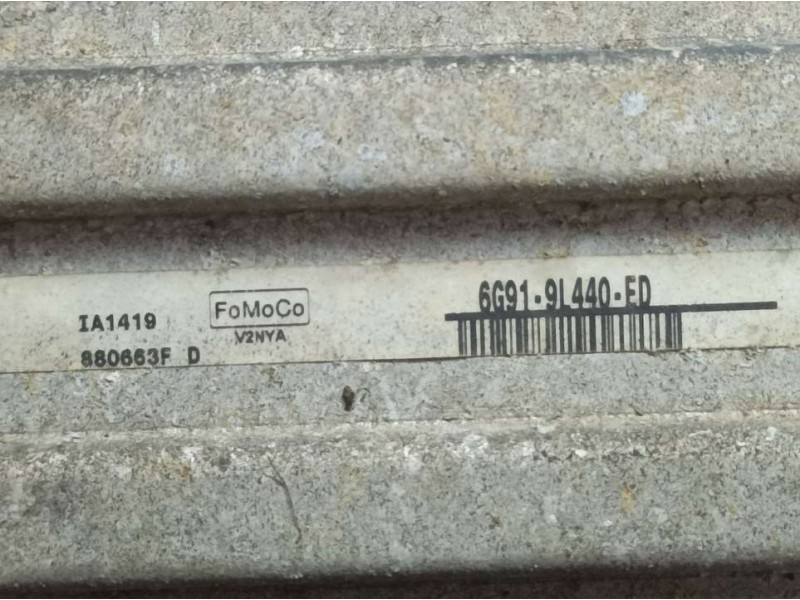 6G91-9L440-ED
IA1419
FoMoCo
V2NYA
880663F D